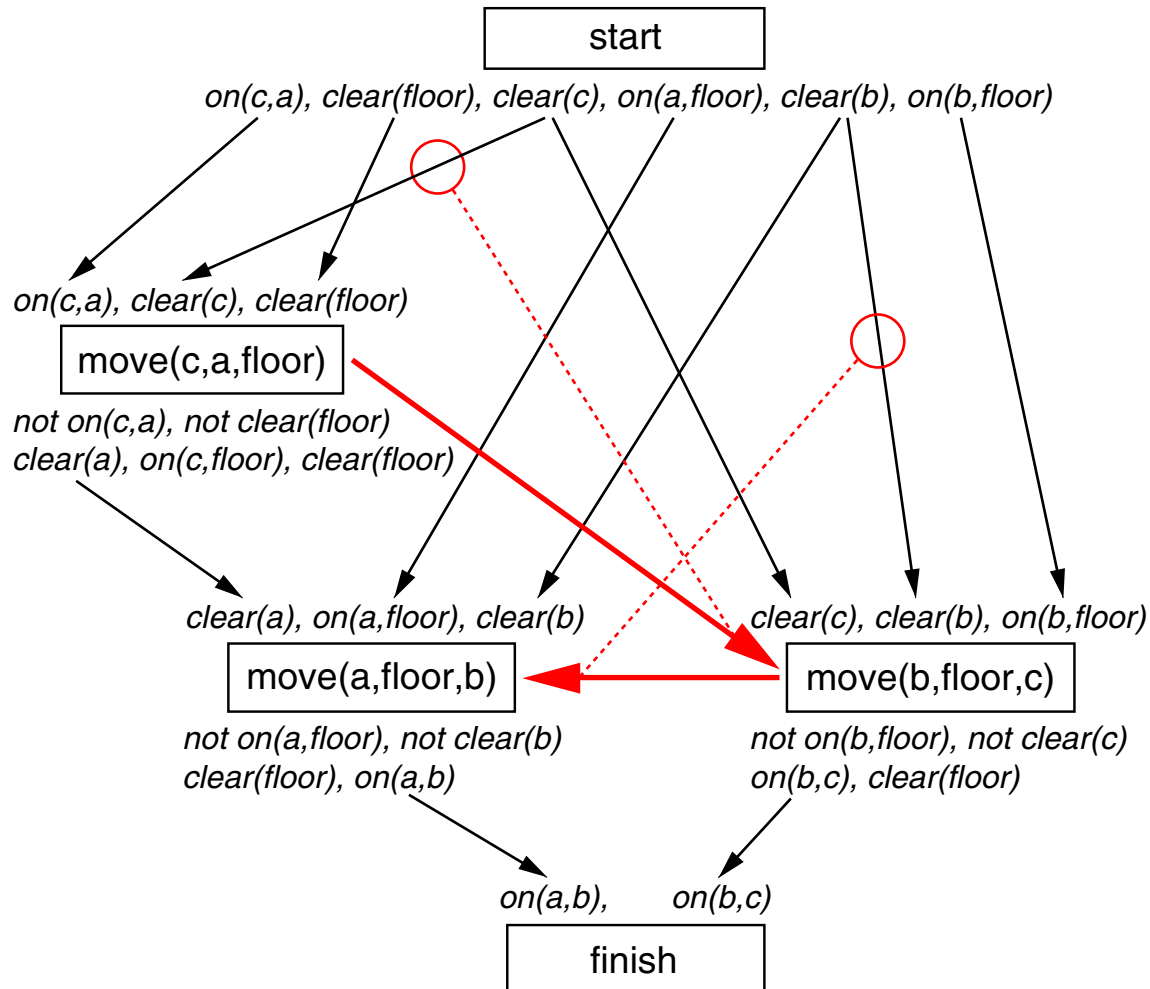 start
on(c,a), clear(floor), clear(c), on(a,floor), clear(b), on(b,floor)
on(c,a), clear(c), clear(floor)
move(c,a,floor)
not on(c,a), not clear(floor)
clear(a), on(c,floor), clear(floor)
clear(a), on(a,floor), clear(b)
move(a,floor,b)
not on(a,floor), not clear(b)
clear(floor), on(a,b)
clear(c), clear(b), on(b,floor)
move(b,floor,c)
not on(b,floor), not clear(c)
on(b,c), clear(floor)
on(a,b), on(b,c)
finish